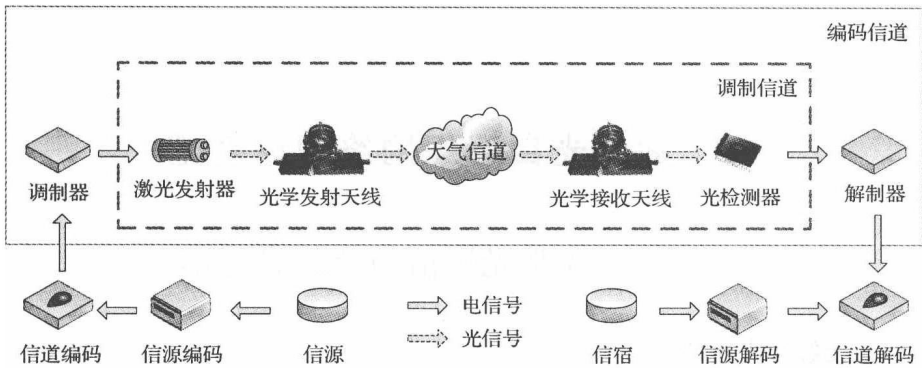 编码信道
调制信道
大气信道
调制器
激光发射器
光学发射天线
光学接收天线
光检测器
解制器
电信号
光信号
信道编码
信源编码
信源
信宿
信源解码
信道解码